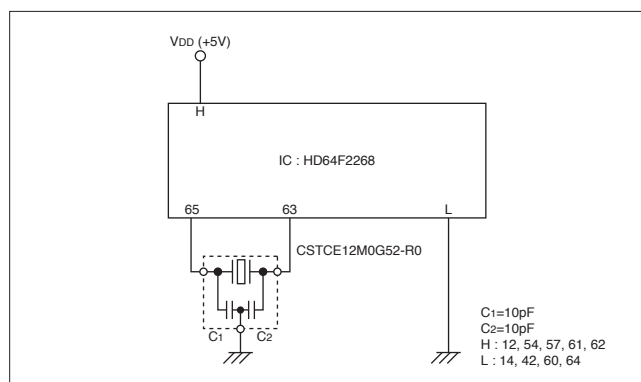 VDD (+5V)
H
IC : HD64F2268
65
63
L
CSTCE12M0G52-R0
C1
C2
C1=10pF
C2=10pF
H : 12, 54, 57, 61, 62
L : 14, 42, 60, 64